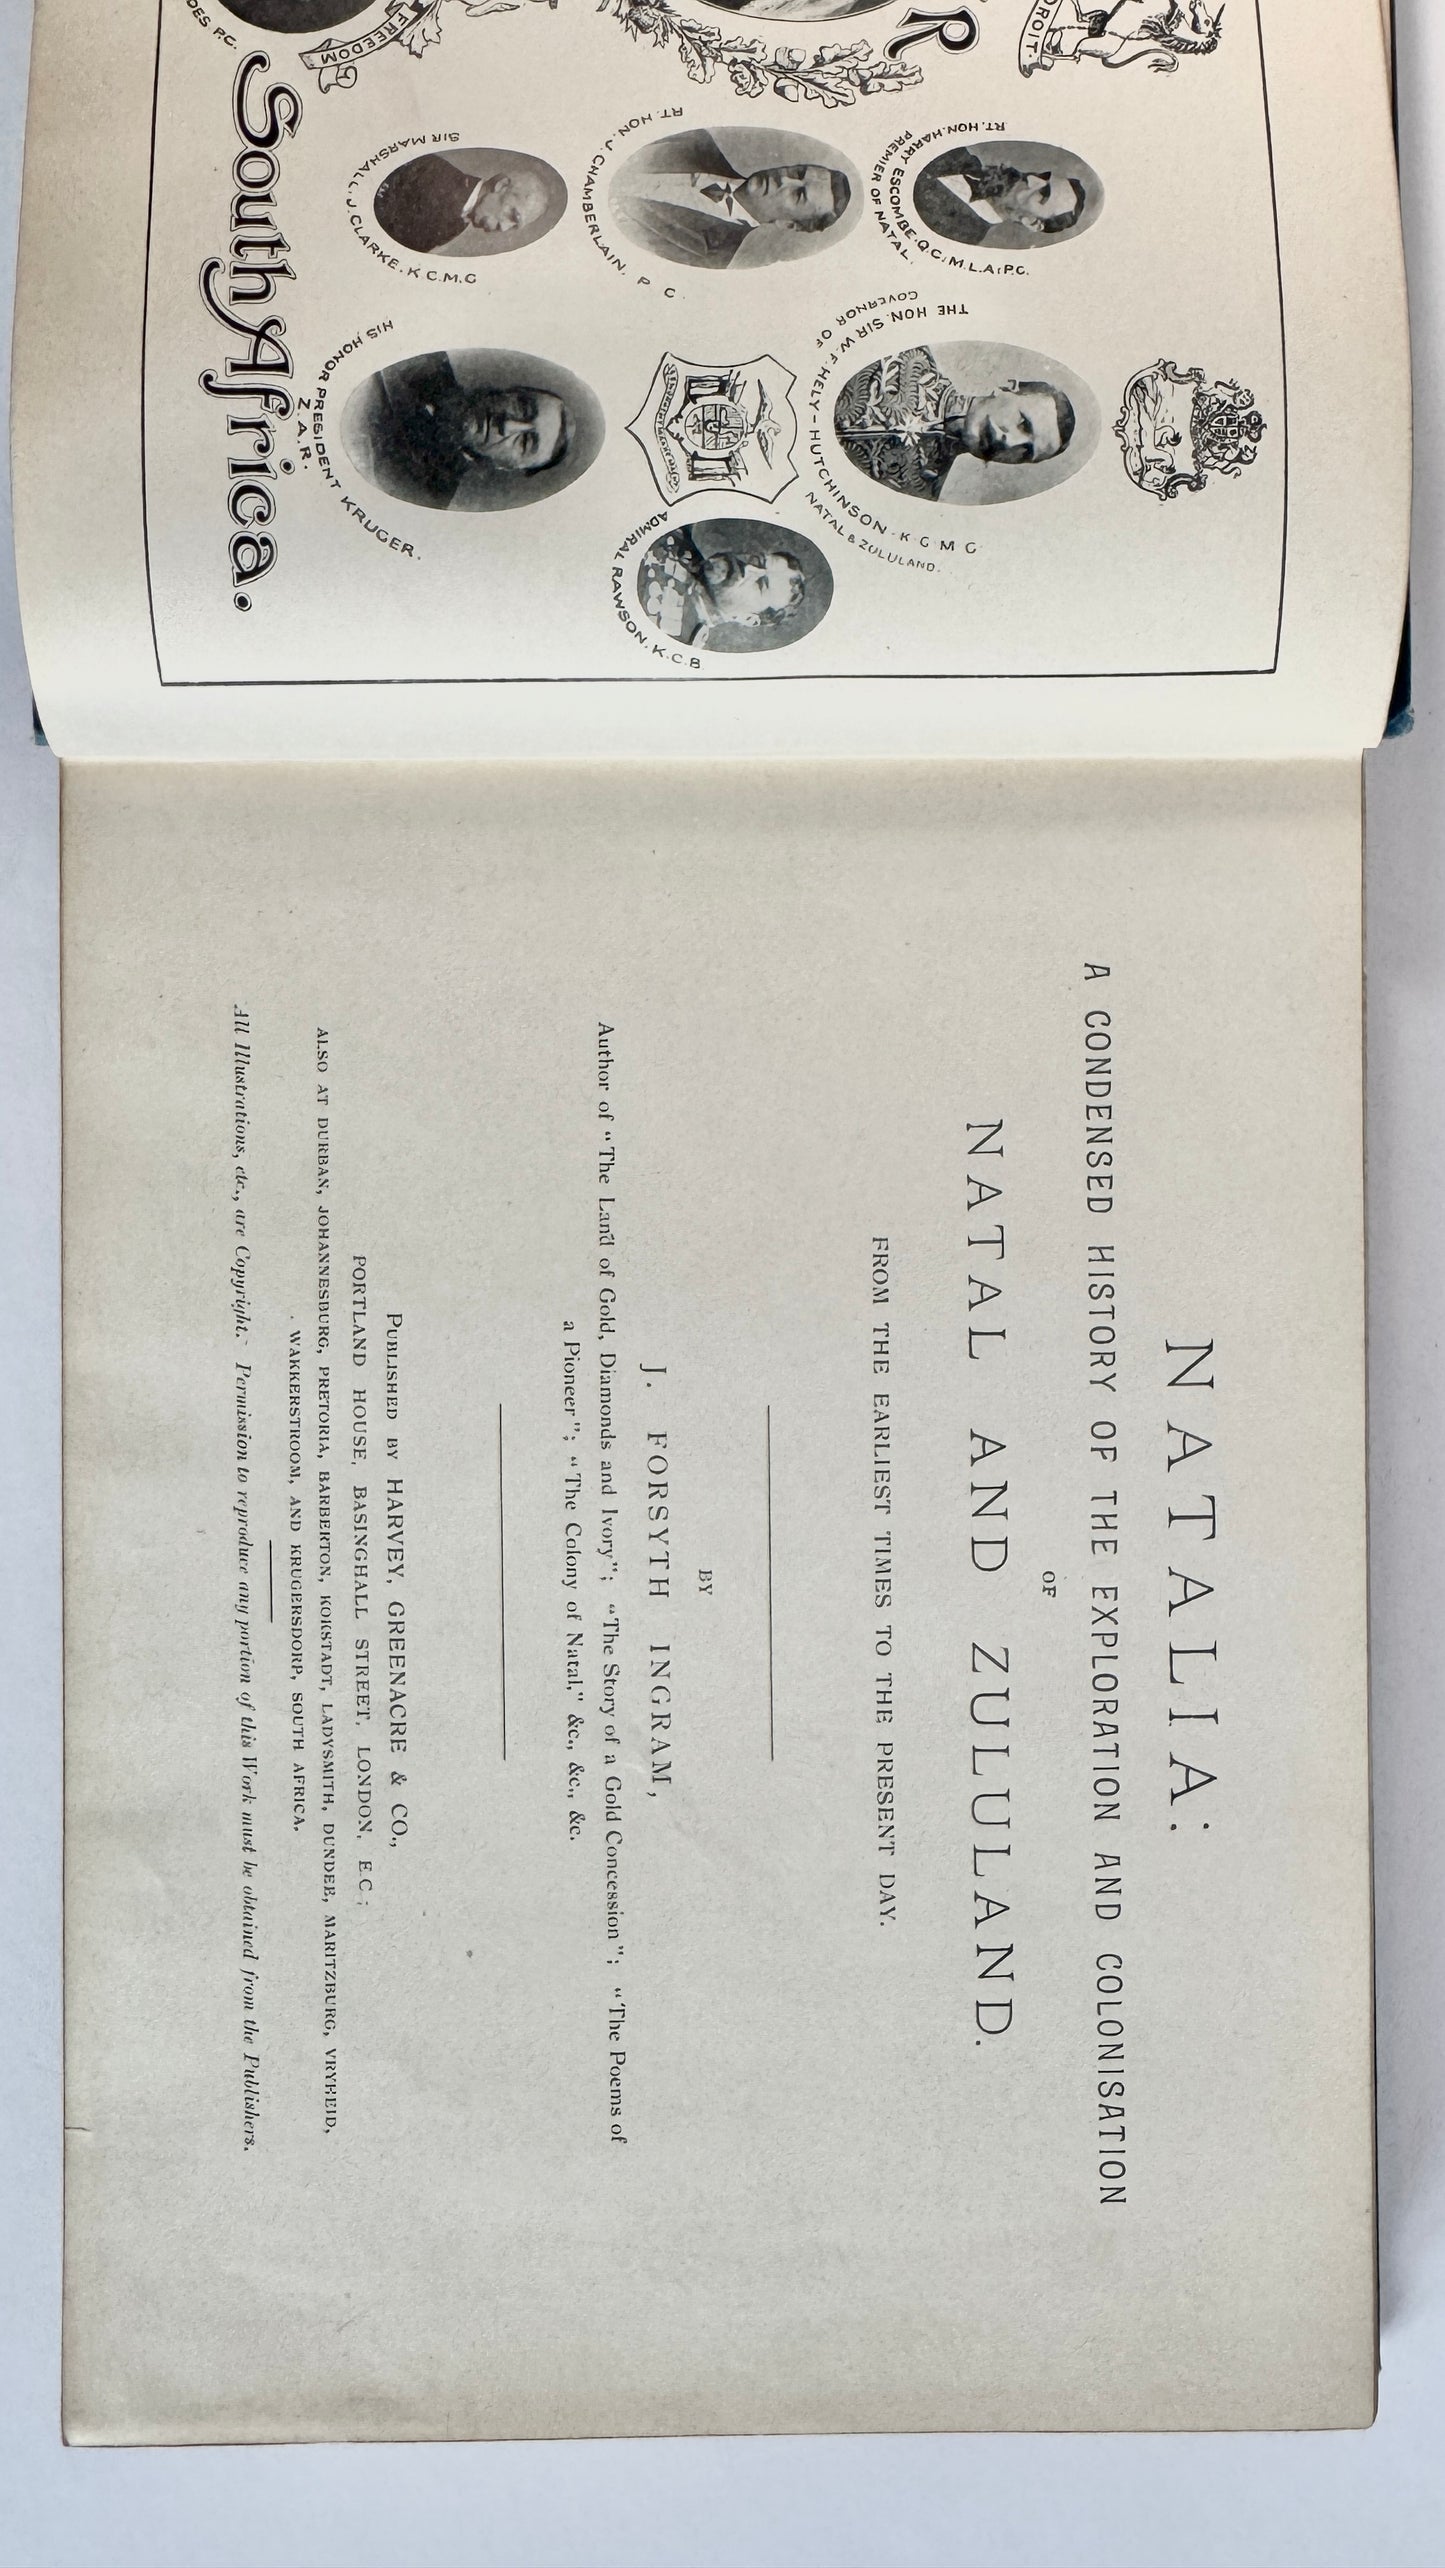 DES P.C.
FREEDOM
R
DROIT
South Africa.
SIR MARSHALL. J. CLARKE. K C.M.G
RT. HON. J. CHAMBERLAIN. P C.
RT. HON. HARRY ESCOMBE. Q.C; M.L.A; P.C.
PREMIER OF NATAL.
HIS HONOR PRESIDENT KRUGER.
Z.A.R.
THE HON. SIR W. F. HELY-HUTCHINSON. K.C.M.G
GOVERNOR OF NATAL & ZULULAND.
ADMIRAL RAWSON. K.C.B
NATALIA:
A CONDENSED HISTORY OF THE EXPLORATION AND COLONISATION
OF
NATAL AND ZULULAND.
FROM THE EARLIEST TIMES TO THE PRESENT DAY.
BY
J. FORSYTH INGRAM,
Author of "The Land of Gold, Diamonds and Ivory"; "The Story of a Gold Concession"; "The Poems of
a Pioneer"; "The Colony of Natal," &c., &c., &c.
PUBLISHED BY HARVEY, GREENACRE & CO.,
PORTLAND HOUSE, BASINGHALL STREET, LONDON, E.C.;
ALSO AT DURBAN, JOHANNESBURG, PRETORIA, BARBERTON, KOKSTADT, LADYSMITH, DUNDEE, MARITZBURG, VRYHEID,
WAKKERSTROOM, AND KRUGERSDORP, SOUTH AFRICA.
All Illustrations, etc., are Copyright. Permission to reproduce any portion of this Work must be obtained from the Publishers.